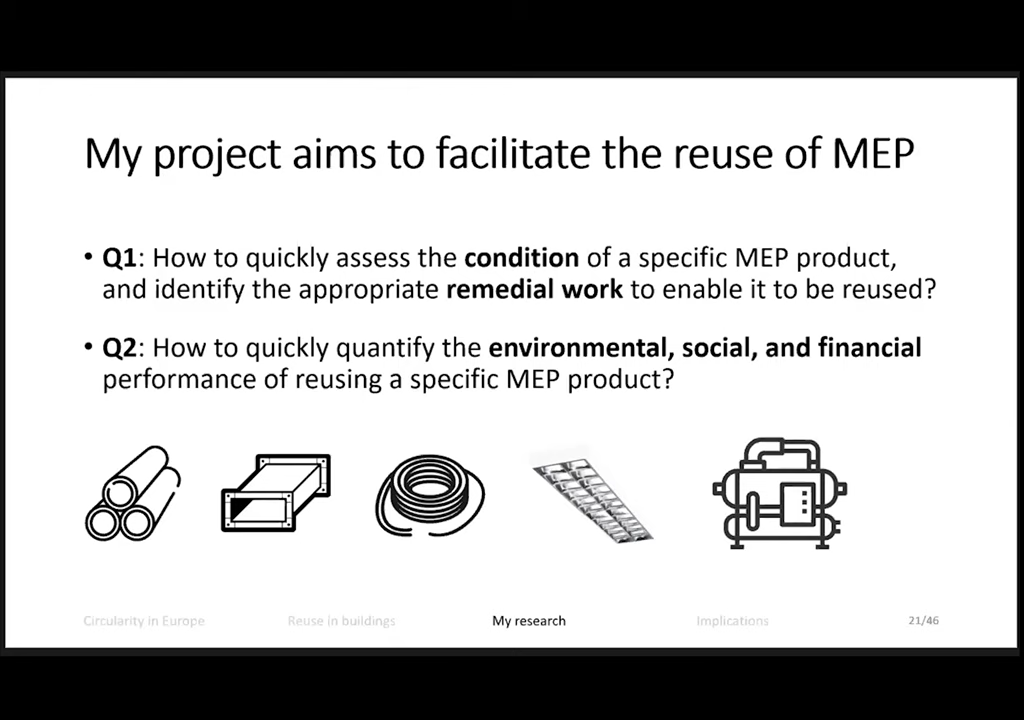 My project aims to facilitate the reuse of MEP
• Q1: How to quickly assess the condition of a specific MEP product,
and identify the appropriate remedial work to enable it to be reused?
• Q2: How to quickly quantify the environmental, social, and financial
performance of reusing a specific MEP product?
Circularity in Europe
Reuse in buildings
My research
Implications
21/46